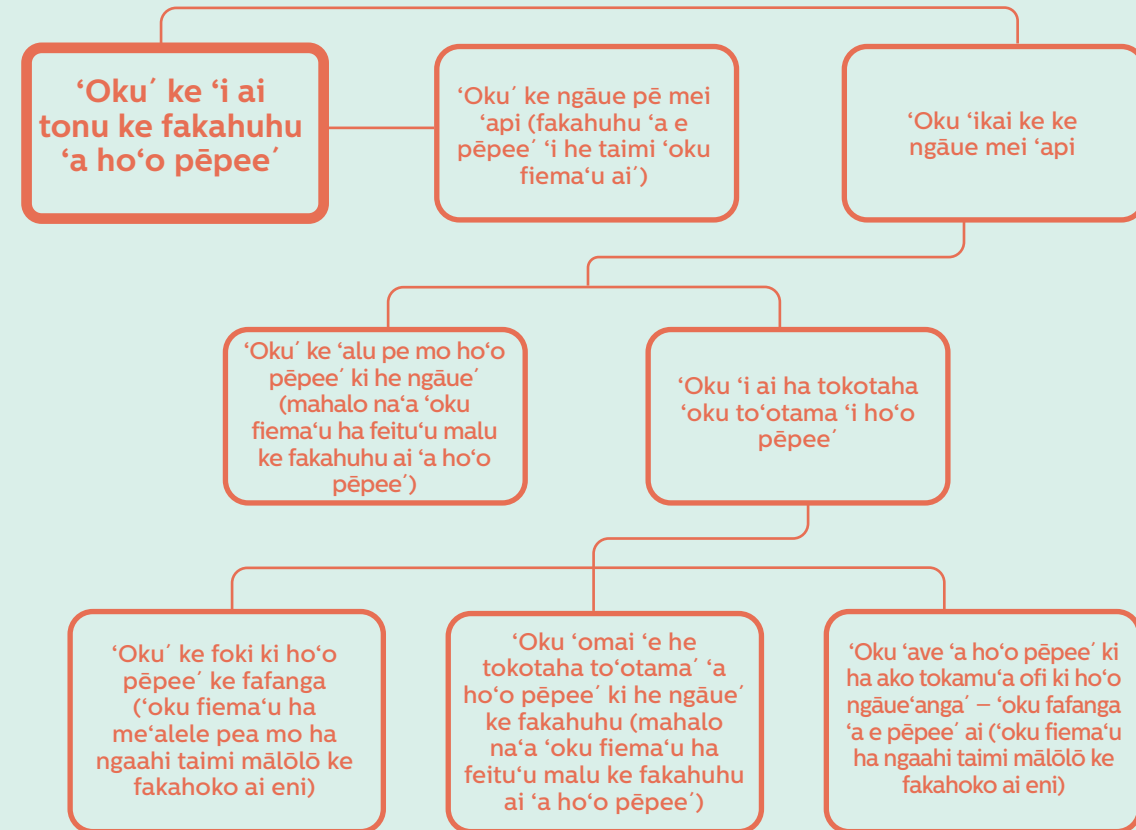 ‘Oku´ ke ‘i ai
tonu ke fakahuhu
‘a ho‘o pēpee´
‘Oku´ ke ngāue pē mei
‘api (fakahuhu ‘a e
pēpee´ ‘i he taimi ‘oku
fiema‘u ai´)
‘Oku ‘ikai ke ke
ngāue mei ‘api
‘Oku´ ke ‘alu pe mo ho‘o
pēpee´ ki he ngāue´
(mahalo na‘a ‘oku
fiema‘u ha feitu‘u malu
ke fakahuhu ai ‘a ho‘o
pēpee´)
‘Oku ‘i ai ha tokotaha
‘oku to‘otama ‘i ho‘o
pēpee´
‘Oku´ ke foki ki ho‘o
pēpee´ ke fafanga
(‘oku fiema‘u ha
me‘alele pea mo ha
ngaahi taimi mālōlō ke
fakahoko ai eni)
‘Oku ‘omai ‘e he
tokotaha to‘otama´ ‘a
ho‘o pēpee´ ki he ngāue´
ke fakahuhu (mahalo
na‘a ‘oku fiema‘u ha
feitu‘u malu ke fakahuhu
ai ‘a ho‘o pēpee´)
‘Oku ‘ave ‘a ho‘o pēpee´ ki
ha ako tokamu‘a ofi ki ho‘o
ngāue‘anga´ – ‘oku fafanga
‘a e pēpee´ ai (‘oku fiema‘u
ha ngaahi taimi mālōlō ke
fakahoko ai eni)